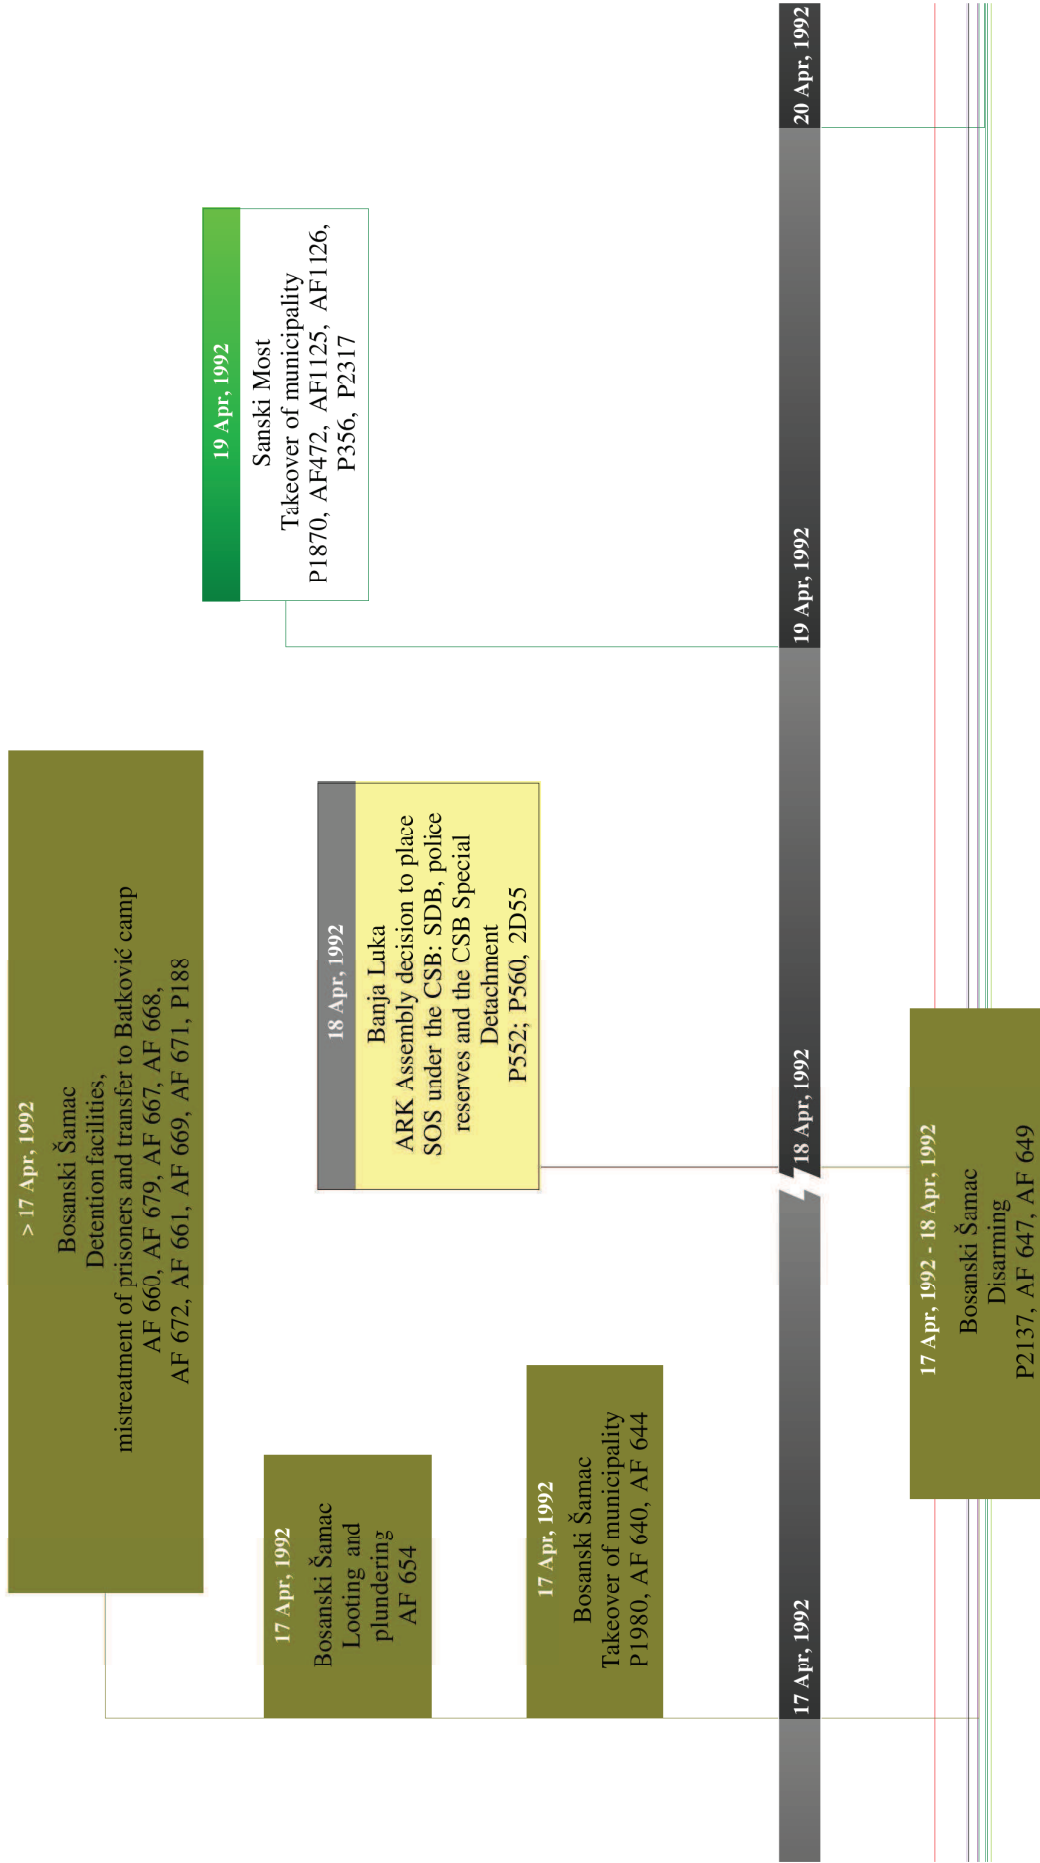 > 17 Apr, 1992
Bosanski Šamac
Detention facilities,
mistreatment of prisoners and transfer to Batković camp
AF 660, AF 679, AF 667, AF 668,
AF 672, AF 661, AF 669, AF 671, P188
17 Apr, 1992
Bosanski Šamac
Looting and
plundering
AF 654
17 Apr, 1992
Bosanski Šamac
Takeover of municipality
P1980, AF 640, AF 644
18 Apr, 1992
Banja Luka
ARK Assembly decision to place
SOS under the CSB: SDB, police
reserves and the CSB Special
Detachment
P552; P560, 2D55
19 Apr, 1992
Sanski Most
Takeover of municipality
P1870, AF472, AF1125, AF1126,
P356, P2317
17 Apr, 1992
18 Apr, 1992
19 Apr, 1992
20 Apr, 1992
17 Apr, 1992 - 18 Apr, 1992
Bosanski Šamac
Disarming
P2137, AF 647, AF 649